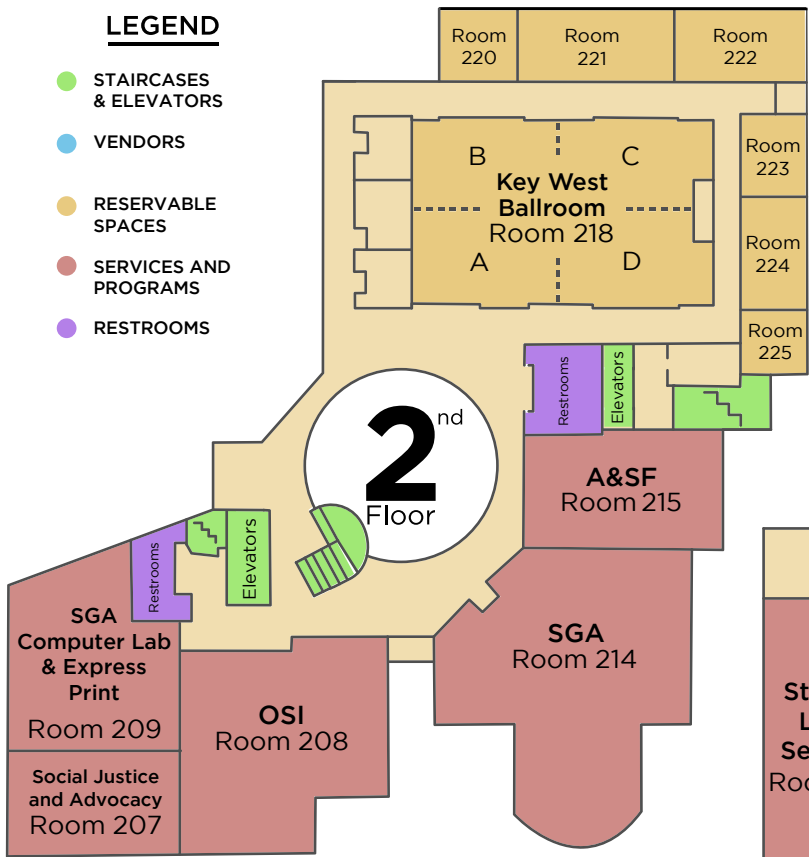 LEGEND
STAIRCASES
& ELEVATORS
VENDORS
RESERVABLE
SPACES
SERVICES AND
PROGRAMS
RESTROOMS
Room
220
Room
221
Room
222
Room
223
Room
224
Room
225
B
C
Key West
Ballroom
Room 218
A
D
Restrooms
Elevators
2nd
Floor
A&SF
Room 215
Restrooms
Elevators
SGA
Computer Lab
& Express
Print
Room 209
SGA
Room 214
OSI
Room 208
Social Justice
and Advocacy
Room 207